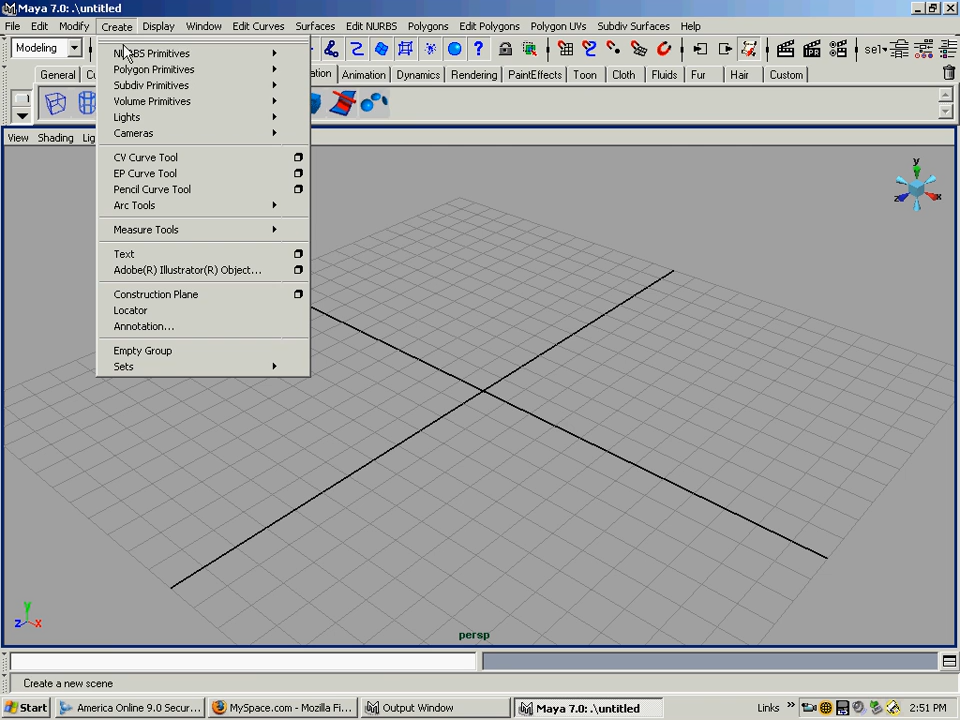 Maya 7.0: .\untitled
File Edit Modify Create Display Window Edit Curves Surfaces Edit NURBS Polygons Edit Polygons Polygon UVs Subdiv Surfaces Help
Modeling sel
General Animation Dynamics Rendering PaintEffects Toon Cloth Fluids Fur Hair Custom
View Shading
NURBS Primitives
Polygon Primitives
Subdiv Primitives
Volume Primitives
Lights
Cameras
CV Curve Tool
EP Curve Tool
Pencil Curve Tool
Arc Tools
Measure Tools
Text
Adobe(R) Illustrator(R) Object...
Construction Plane
Locator
Annotation...
Empty Group
Sets
y
z x
y
z x
persp
Create a new scene
Start America Online 9.0 Secur... MySpace.com - Mozilla Fi... Output Window Maya 7.0: .\untitled Links » 2:51 PM